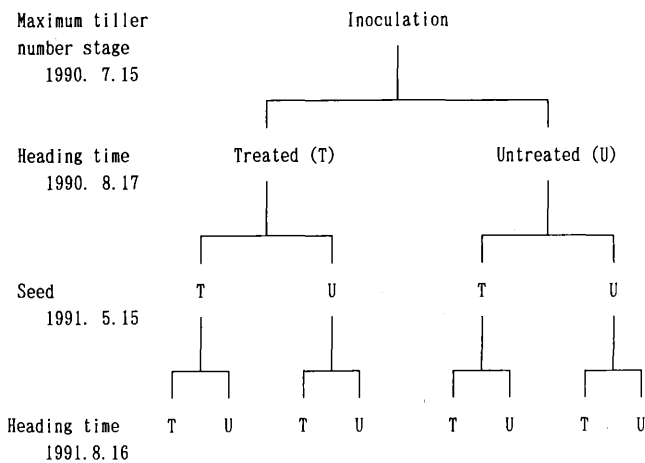 Maximum tiller Inoculation
number stage
1990. 7.15
Heading time Treated (T) Untreated (U)
1990. 8.17
Seed T U T U
1991. 5.15
Heading time T U T U T U T U
1991.8.16